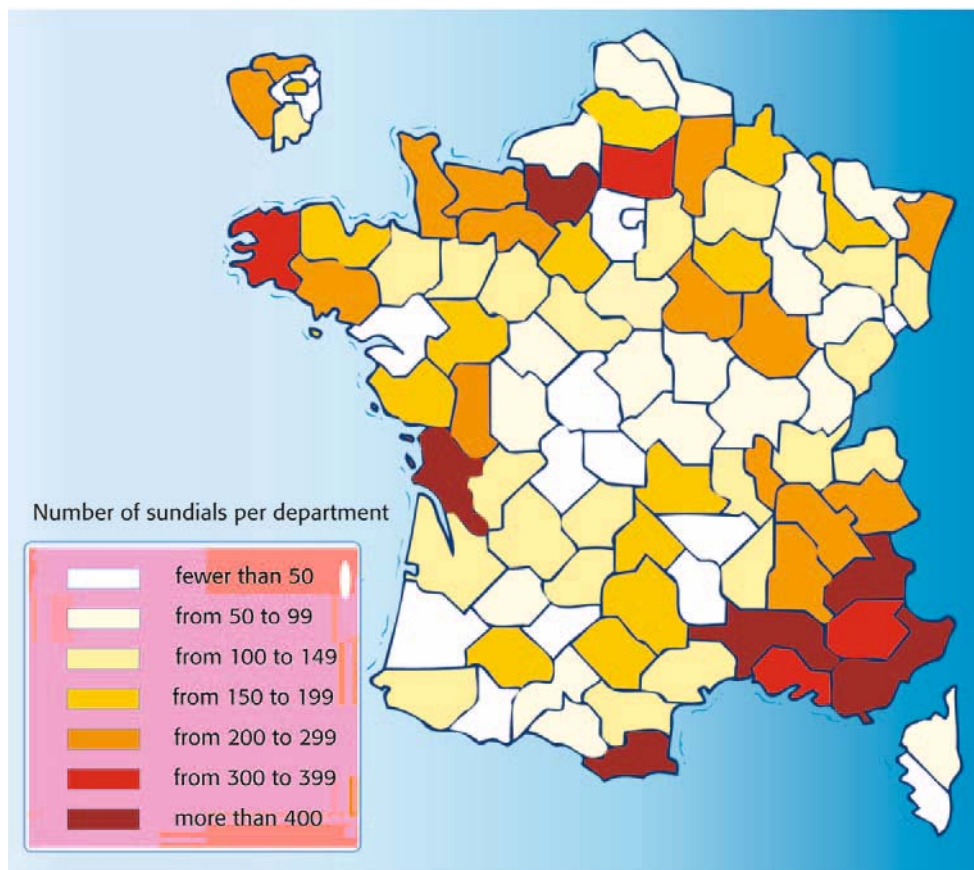 Number of sundials per department
fewer than 50
from 50 to 99
from 100 to 149
from 150 to 199
from 200 to 299
from 300 to 399
more than 400